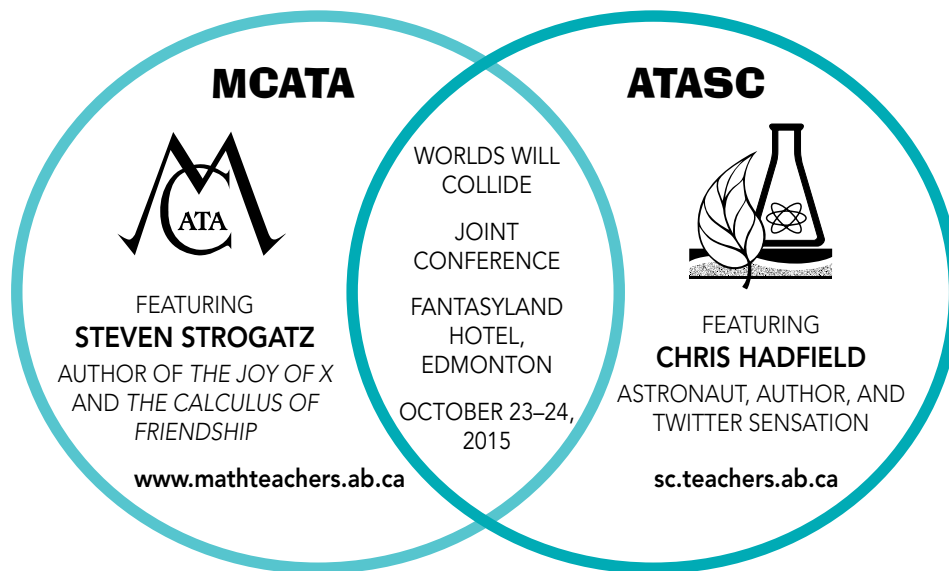 MCATA
M
C
ATA
FEATURING
STEVEN STROGATZ
AUTHOR OF THE JOY OF X
AND THE CALCULUS OF
FRIENDSHIP
www.mathteachers.ab.ca
WORLDS WILL
COLLIDE
JOINT
CONFERENCE
FANTASYLAND
HOTEL,
EDMONTON
OCTOBER 23–24,
2015
ATASC
FEATURING
CHRIS HADFIELD
ASTRONAUT, AUTHOR, AND
TWITTER SENSATION
sc.teachers.ab.ca